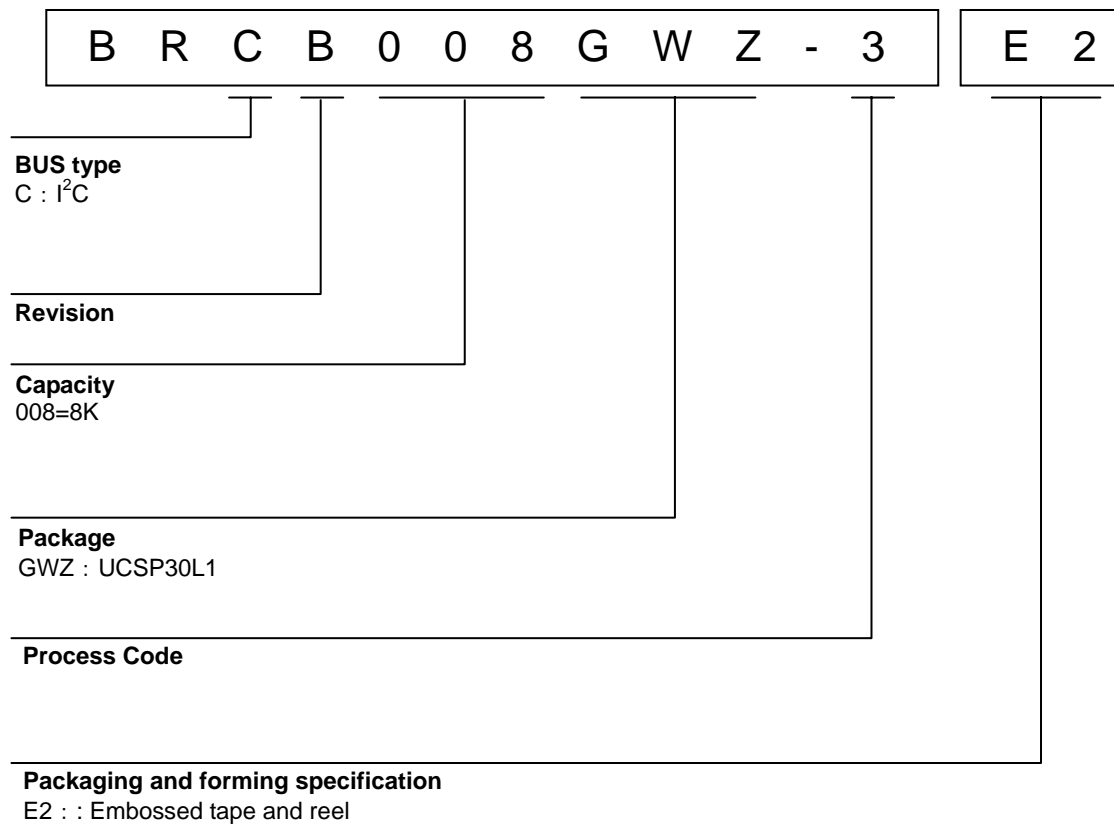 B R C B 0 0 8 G W Z - 3 E 2
BUS type
C : I²C
Revision
Capacity
008=8K
Package
GWZ : UCSP30L1
Process Code
Packaging and forming specification
E2 : : Embossed tape and reel